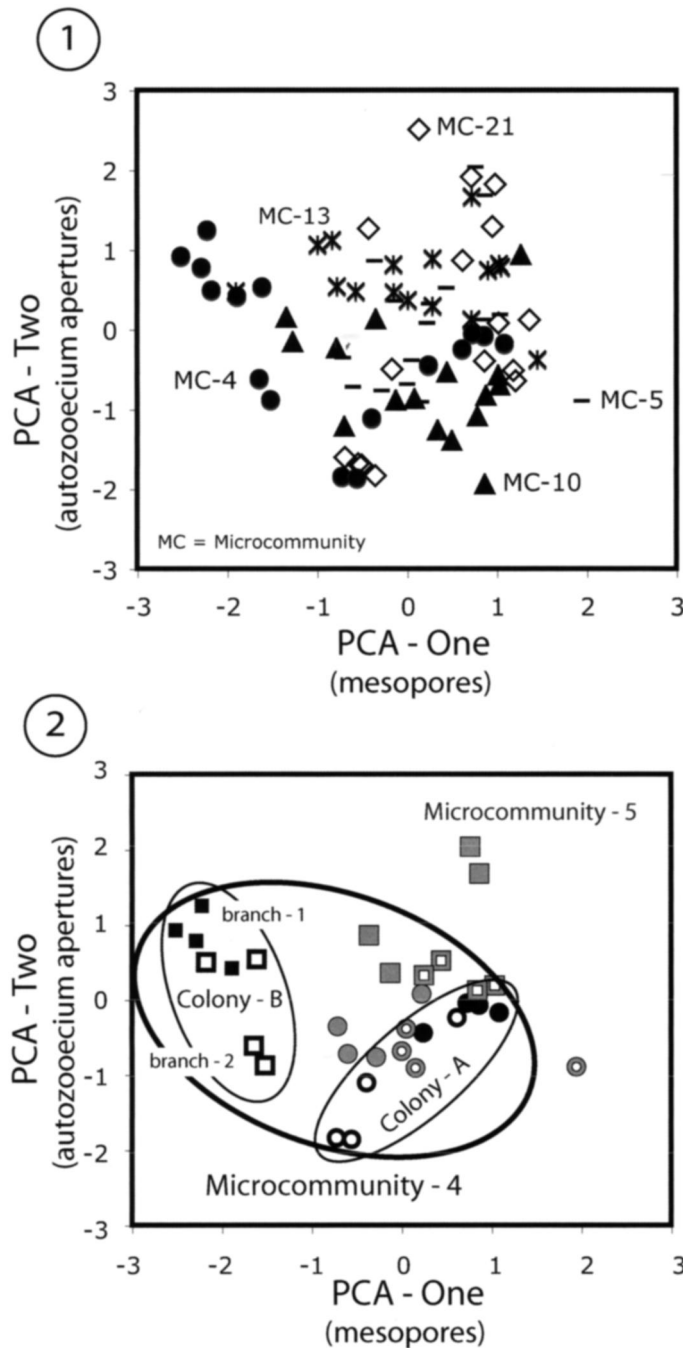 1
3
2
1
0
-1
-2
-3
PCA - Two
(autozooecium apertures)
MC-21
MC-13
MC-4
MC-5
MC-10
MC = Microcommunity
-3
-2
-1
0
1
2
3
PCA - One
(mesopores)
2
3
2
1
0
-1
-2
-3
PCA - Two
(autozooecium apertures)
Microcommunity - 5
branch - 1
Colony - B
branch - 2
Colony - A
Microcommunity - 4
-3
-2
-1
0
1
2
3
PCA - One
(mesopores)